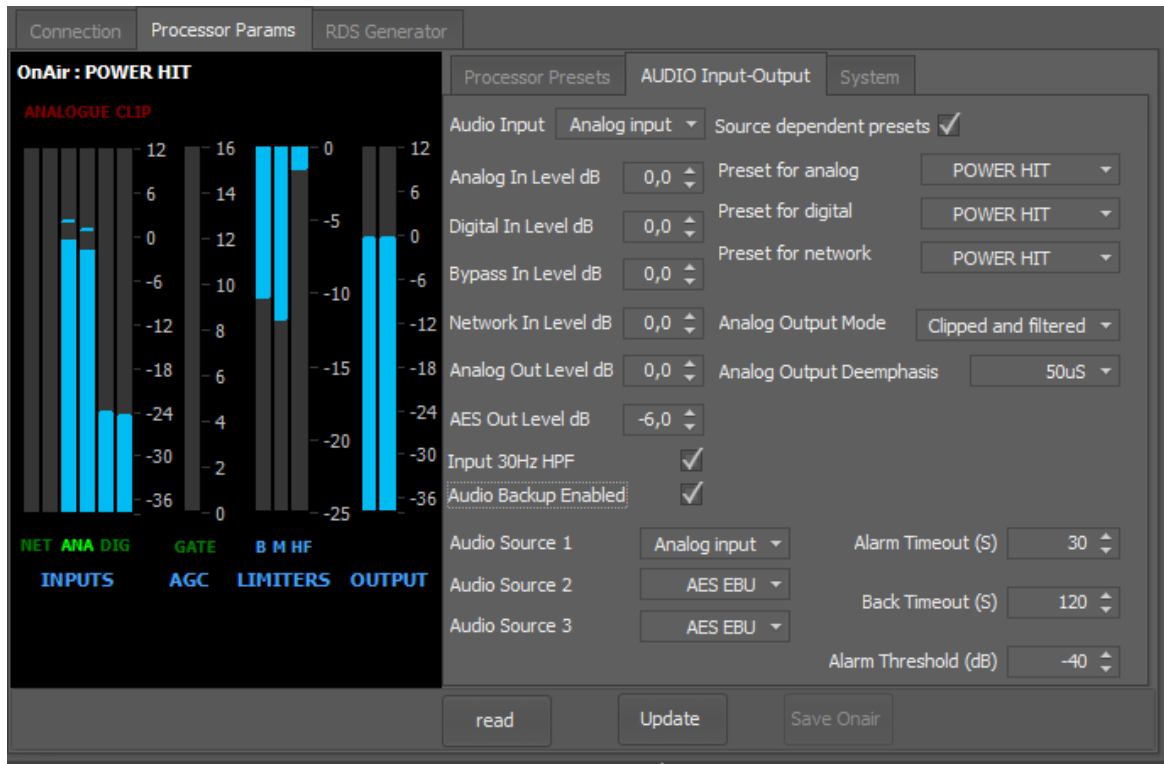 Connection Processor Params RDS Generator
OnAir : POWER HIT
ANALOGUE CLIP
12 16 0 12
6 14 -5 6
0 12 0
-6 10 -10 -6
-12 8 -12
-18 6 -15 -18
-24 4 -20 -24
-30 2 -30
-36 0 -25 -36
NET ANA DIG GATE B M HF
INPUTS AGC LIMITERS OUTPUT
Processor Presets AUDIO Input-Output System
Audio Input Analog input Source dependent presets
Analog In Level dB 0,0 Preset for analog POWER HIT
Digital In Level dB 0,0 Preset for digital POWER HIT
Bypass In Level dB 0,0 Preset for network POWER HIT
Network In Level dB 0,0 Analog Output Mode Clipped and filtered
Analog Out Level dB 0,0 Analog Output Deemphasis 50uS
AES Out Level dB -6,0
Input 30Hz HPF
Audio Backup Enabled
Audio Source 1 Analog input Alarm Timeout (S) 30
Audio Source 2 AES EBU
Back Timeout (S) 120
Audio Source 3 AES EBU
Alarm Threshold (dB) -40
read Update Save Onair